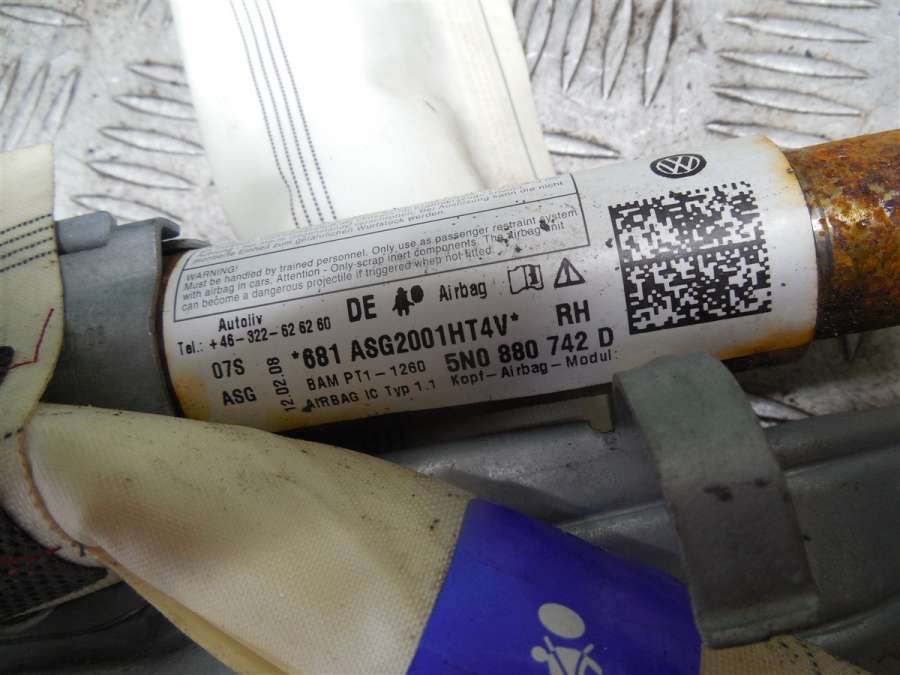 WARNING!
Must be handled by trained personnel. Only use as passenger restraint system
with airbag in cars. Attention - Only scrap inert components. The airbag unit
can become a dangerous projectile if triggered when not fitted.
Autoliv
Tel.: +46-322-626260
DE Airbag
07S *681 ASG2001HT4V* RH
ASG 12.02.08 BAM PT1-1260 5N0 880 742 D
AIRBAG IC Typ 1.1 Kopf-Airbag-Modul: